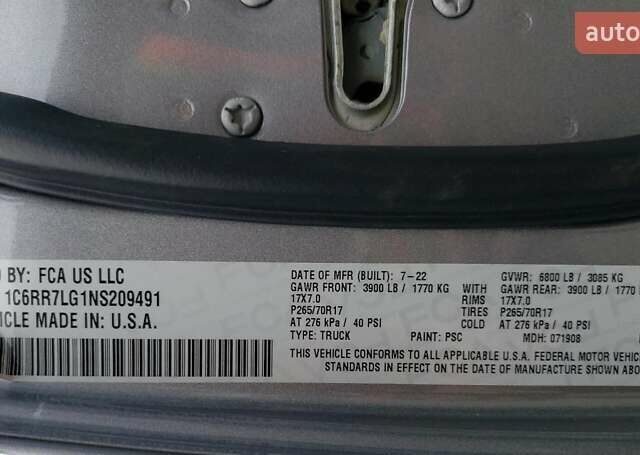 auto
D BY: FCA US LLC
1C6RR7LG1NS209491
ICLE MADE IN: U.S.A.
DATE OF MFR (BUILT): 7-22 GVWR: 6800 LB / 3085 KG
GAWR FRONT: 3900 LB / 1770 KG WITH GAWR REAR: 3900 LB / 1770
17X7.0 RIMS 17X7.0
P265/70R17 TIRES P265/70R17
AT 276 kPa / 40 PSI COLD AT 276 kPa / 40 PSI
TYPE: TRUCK PAINT: PSC MDH: 071908
THIS VEHICLE CONFORMS TO ALL APPLICABLE U.S.A. FEDERAL MOTOR VEHIC
STANDARDS IN EFFECT ON THE DATE OF MANUFACTURE SHOWN ABO